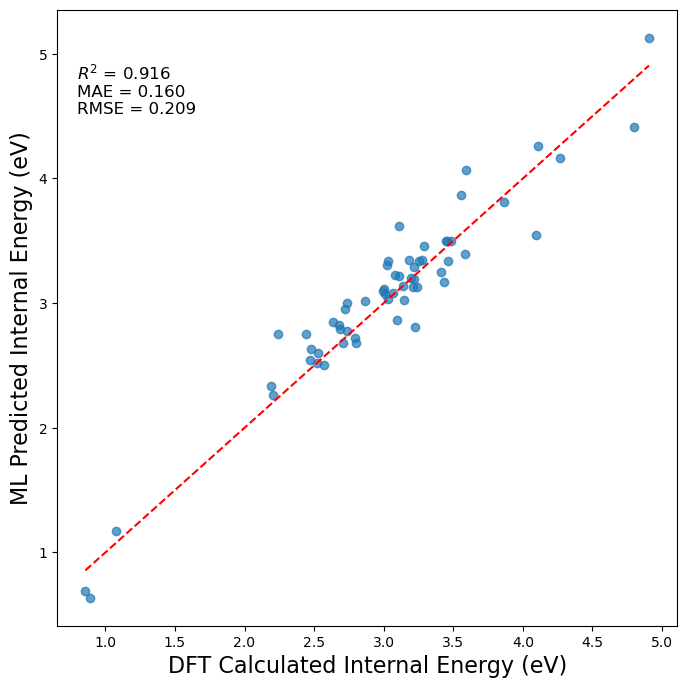 R² = 0.916
MAE = 0.160
RMSE = 0.209
ML Predicted Internal Energy (eV)
5
4
3
2
1
1.0 1.5 2.0 2.5 3.0 3.5 4.0 4.5 5.0
DFT Calculated Internal Energy (eV)